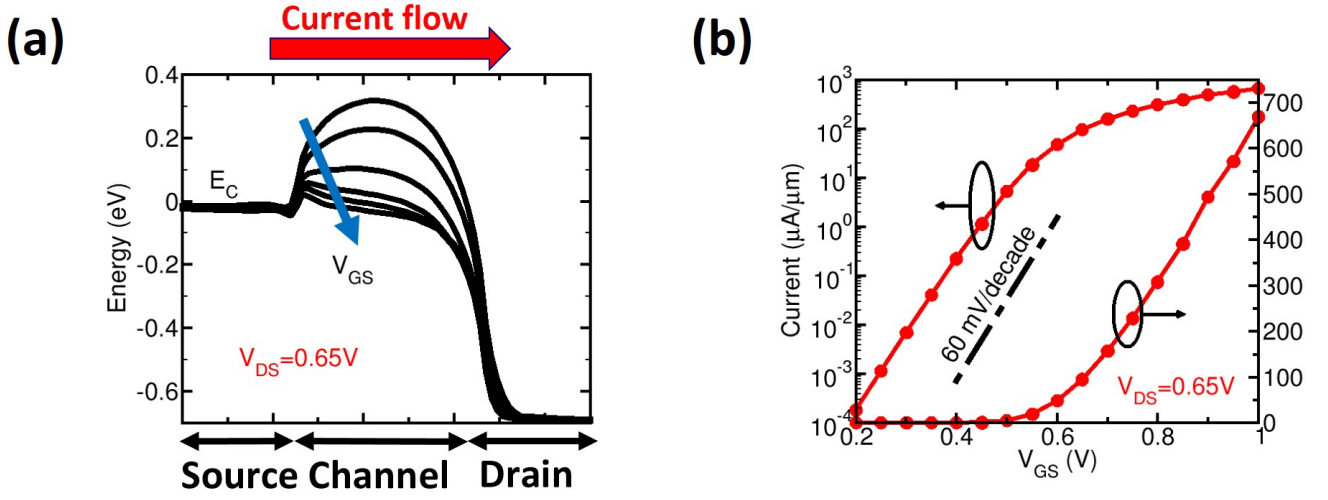 (a)
Current flow
Energy (eV)
0.4
0.2
0
-0.2
-0.4
-0.6
E_C
V_GS
V_DS=0.65V
Source Channel Drain
(b)
Current (μA/μm)
10^3
10^2
10^1
10^0
10^-1
10^-2
10^-3
10^-4
700
600
500
400
300
200
100
0
60 mV/decade
V_DS=0.65V
0.2 0.4 0.6 0.8 1
V_GS (V)